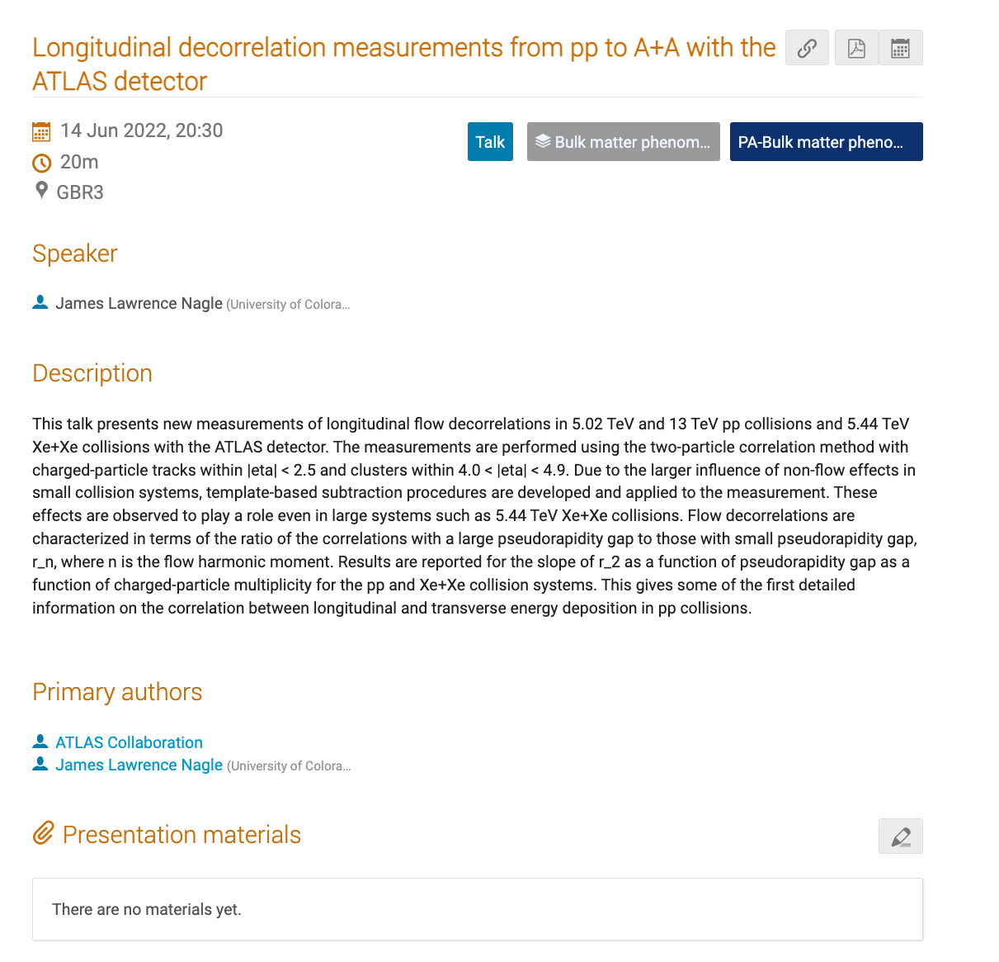 Longitudinal decorrelation measurements from pp to A+A with the
ATLAS detector
14 Jun 2022, 20:30
20m
GBR3
Talk
Bulk matter phenom...
PA-Bulk matter pheno...
Speaker
James Lawrence Nagle (University of Colora...
Description
This talk presents new measurements of longitudinal flow decorrelations in 5.02 TeV and 13 TeV pp collisions and 5.44 TeV
Xe+Xe collisions with the ATLAS detector. The measurements are performed using the two-particle correlation method with
charged-particle tracks within |eta| < 2.5 and clusters within 4.0 < |eta| < 4.9. Due to the larger influence of non-flow effects in
small collision systems, template-based subtraction procedures are developed and applied to the measurement. These
effects are observed to play a role even in large systems such as 5.44 TeV Xe+Xe collisions. Flow decorrelations are
characterized in terms of the ratio of the correlations with a large pseudorapidity gap to those with small pseudorapidity gap,
r_n, where n is the flow harmonic moment. Results are reported for the slope of r_2 as a function of pseudorapidity gap as a
function of charged-particle multiplicity for the pp and Xe+Xe collision systems. This gives some of the first detailed
information on the correlation between longitudinal and transverse energy deposition in pp collisions.
Primary authors
ATLAS Collaboration
James Lawrence Nagle (University of Colora...
Presentation materials
There are no materials yet.